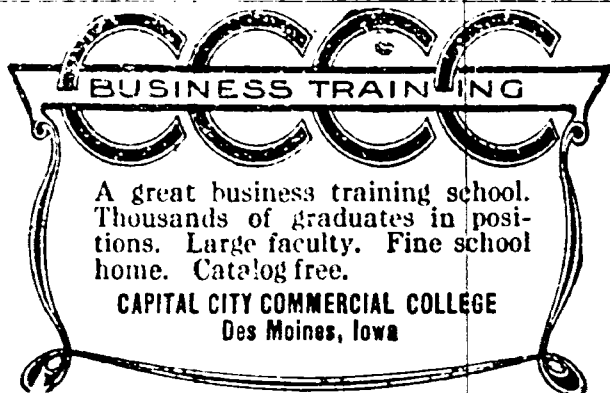 CCCC
BUSINESS TRAINING
A great business training school.
Thousands of graduates in posi-
tions. Large faculty. Fine school
home. Catalog free.
CAPITAL CITY COMMERCIAL COLLEGE
Des Moines, Iowa